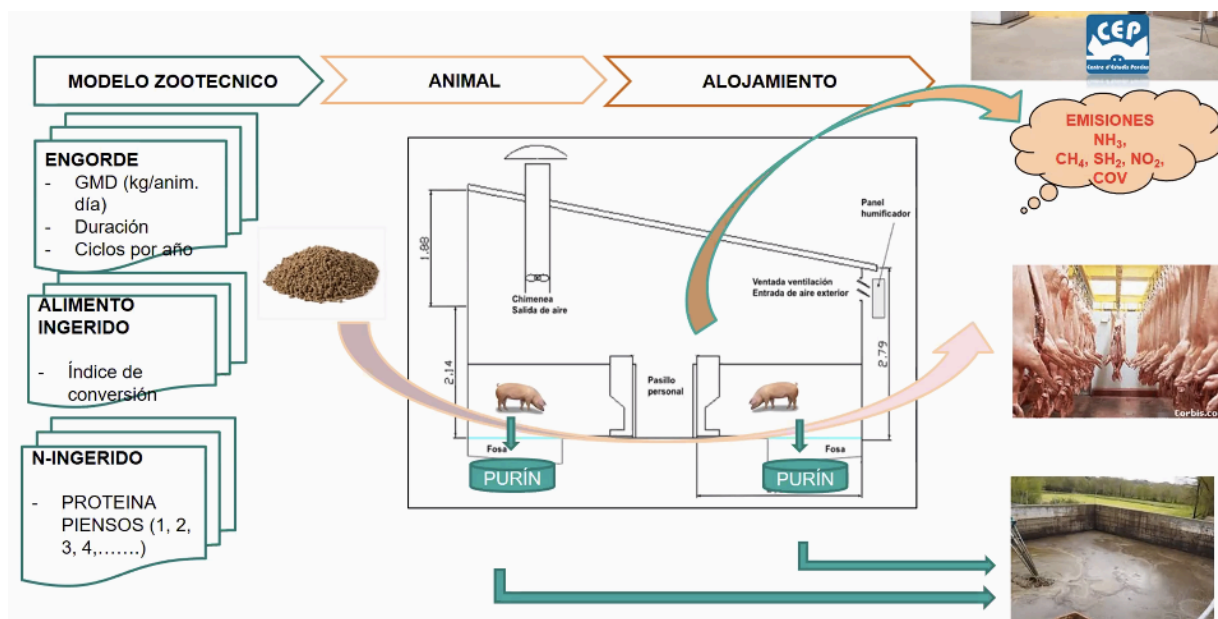 CEP
Centre d'Estudis Porcins
MODELO ZOOTECNICO
ANIMAL
ALOJAMIENTO
EMISIONES
NH₃,
CH₄, SH₂, NO₂,
COV
ENGORDE
- GMD (kg/anim.
día)
- Duración
- Ciclos por año
ALIMENTO
INGERIDO
- Índice de
conversión
N-INGERIDO
- PROTEINA
PIENSOS (1, 2,
3, 4,.......)
1.88
2.14
Chimenea
Salida de aire
Panel
humificador
Ventada ventilación
Entrada de aire exterior
2.79
Pasillo
personal
Fosa
Fosa
PURÍN
PURÍN
Corbis.co